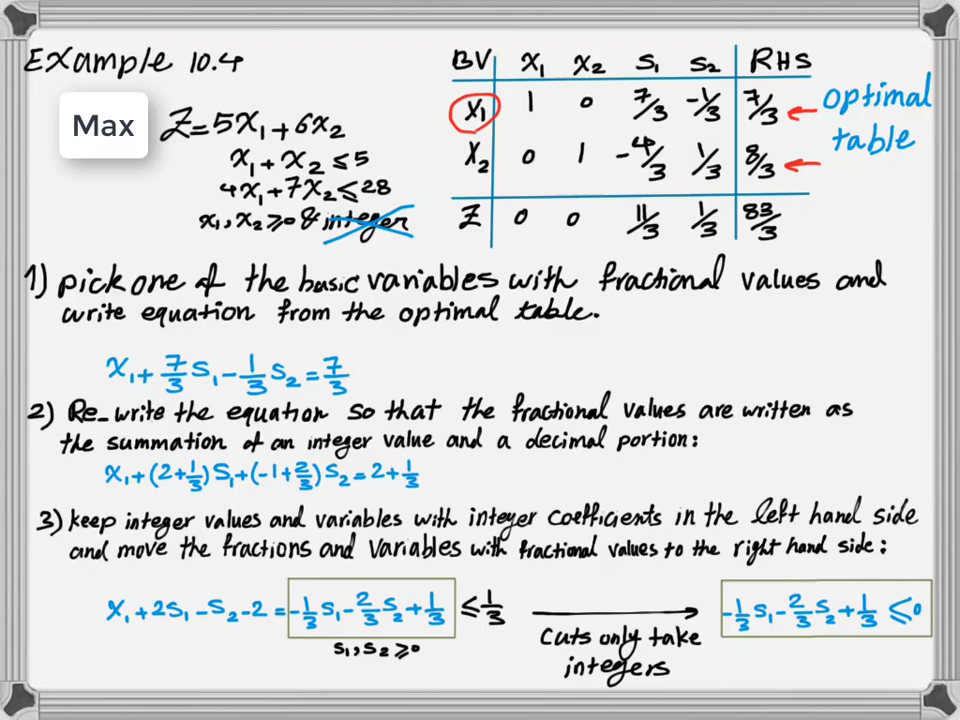 Example 10.4
Max Z=5x₁+6x₂
x₁+x₂≤5
4x₁+7x₂≤28
x₁,x₂≥0 & integer
BV x₁ x₂ s₁ s₂ RHS
x₁ 1 0 7/3 -1/3 7/3
x₂ 0 1 -4/3 1/3 8/3
Z 0 0 11/3 1/3 83/3
optimal
table
1) pick one of the basic variables with fractional values and
write equation from the optimal table.
x₁+7/3 s₁-1/3 s₂=7/3
2) Re-write the equation so that the fractional values are written as
the summation of an integer value and a decimal portion:
x₁+(2+1/3)s₁+(-1+2/3)s₂=2+1/3
3) keep integer values and variables with integer coefficients in the left hand side
and move the fractions and variables with fractional values to the right hand side:
x₁+2s₁-s₂-2=-1/3 s₁-2/3 s₂+1/3 ≤1/3
s₁,s₂≥0
cuts only take
integers
-1/3 s₁-2/3 s₂+1/3 ≤0